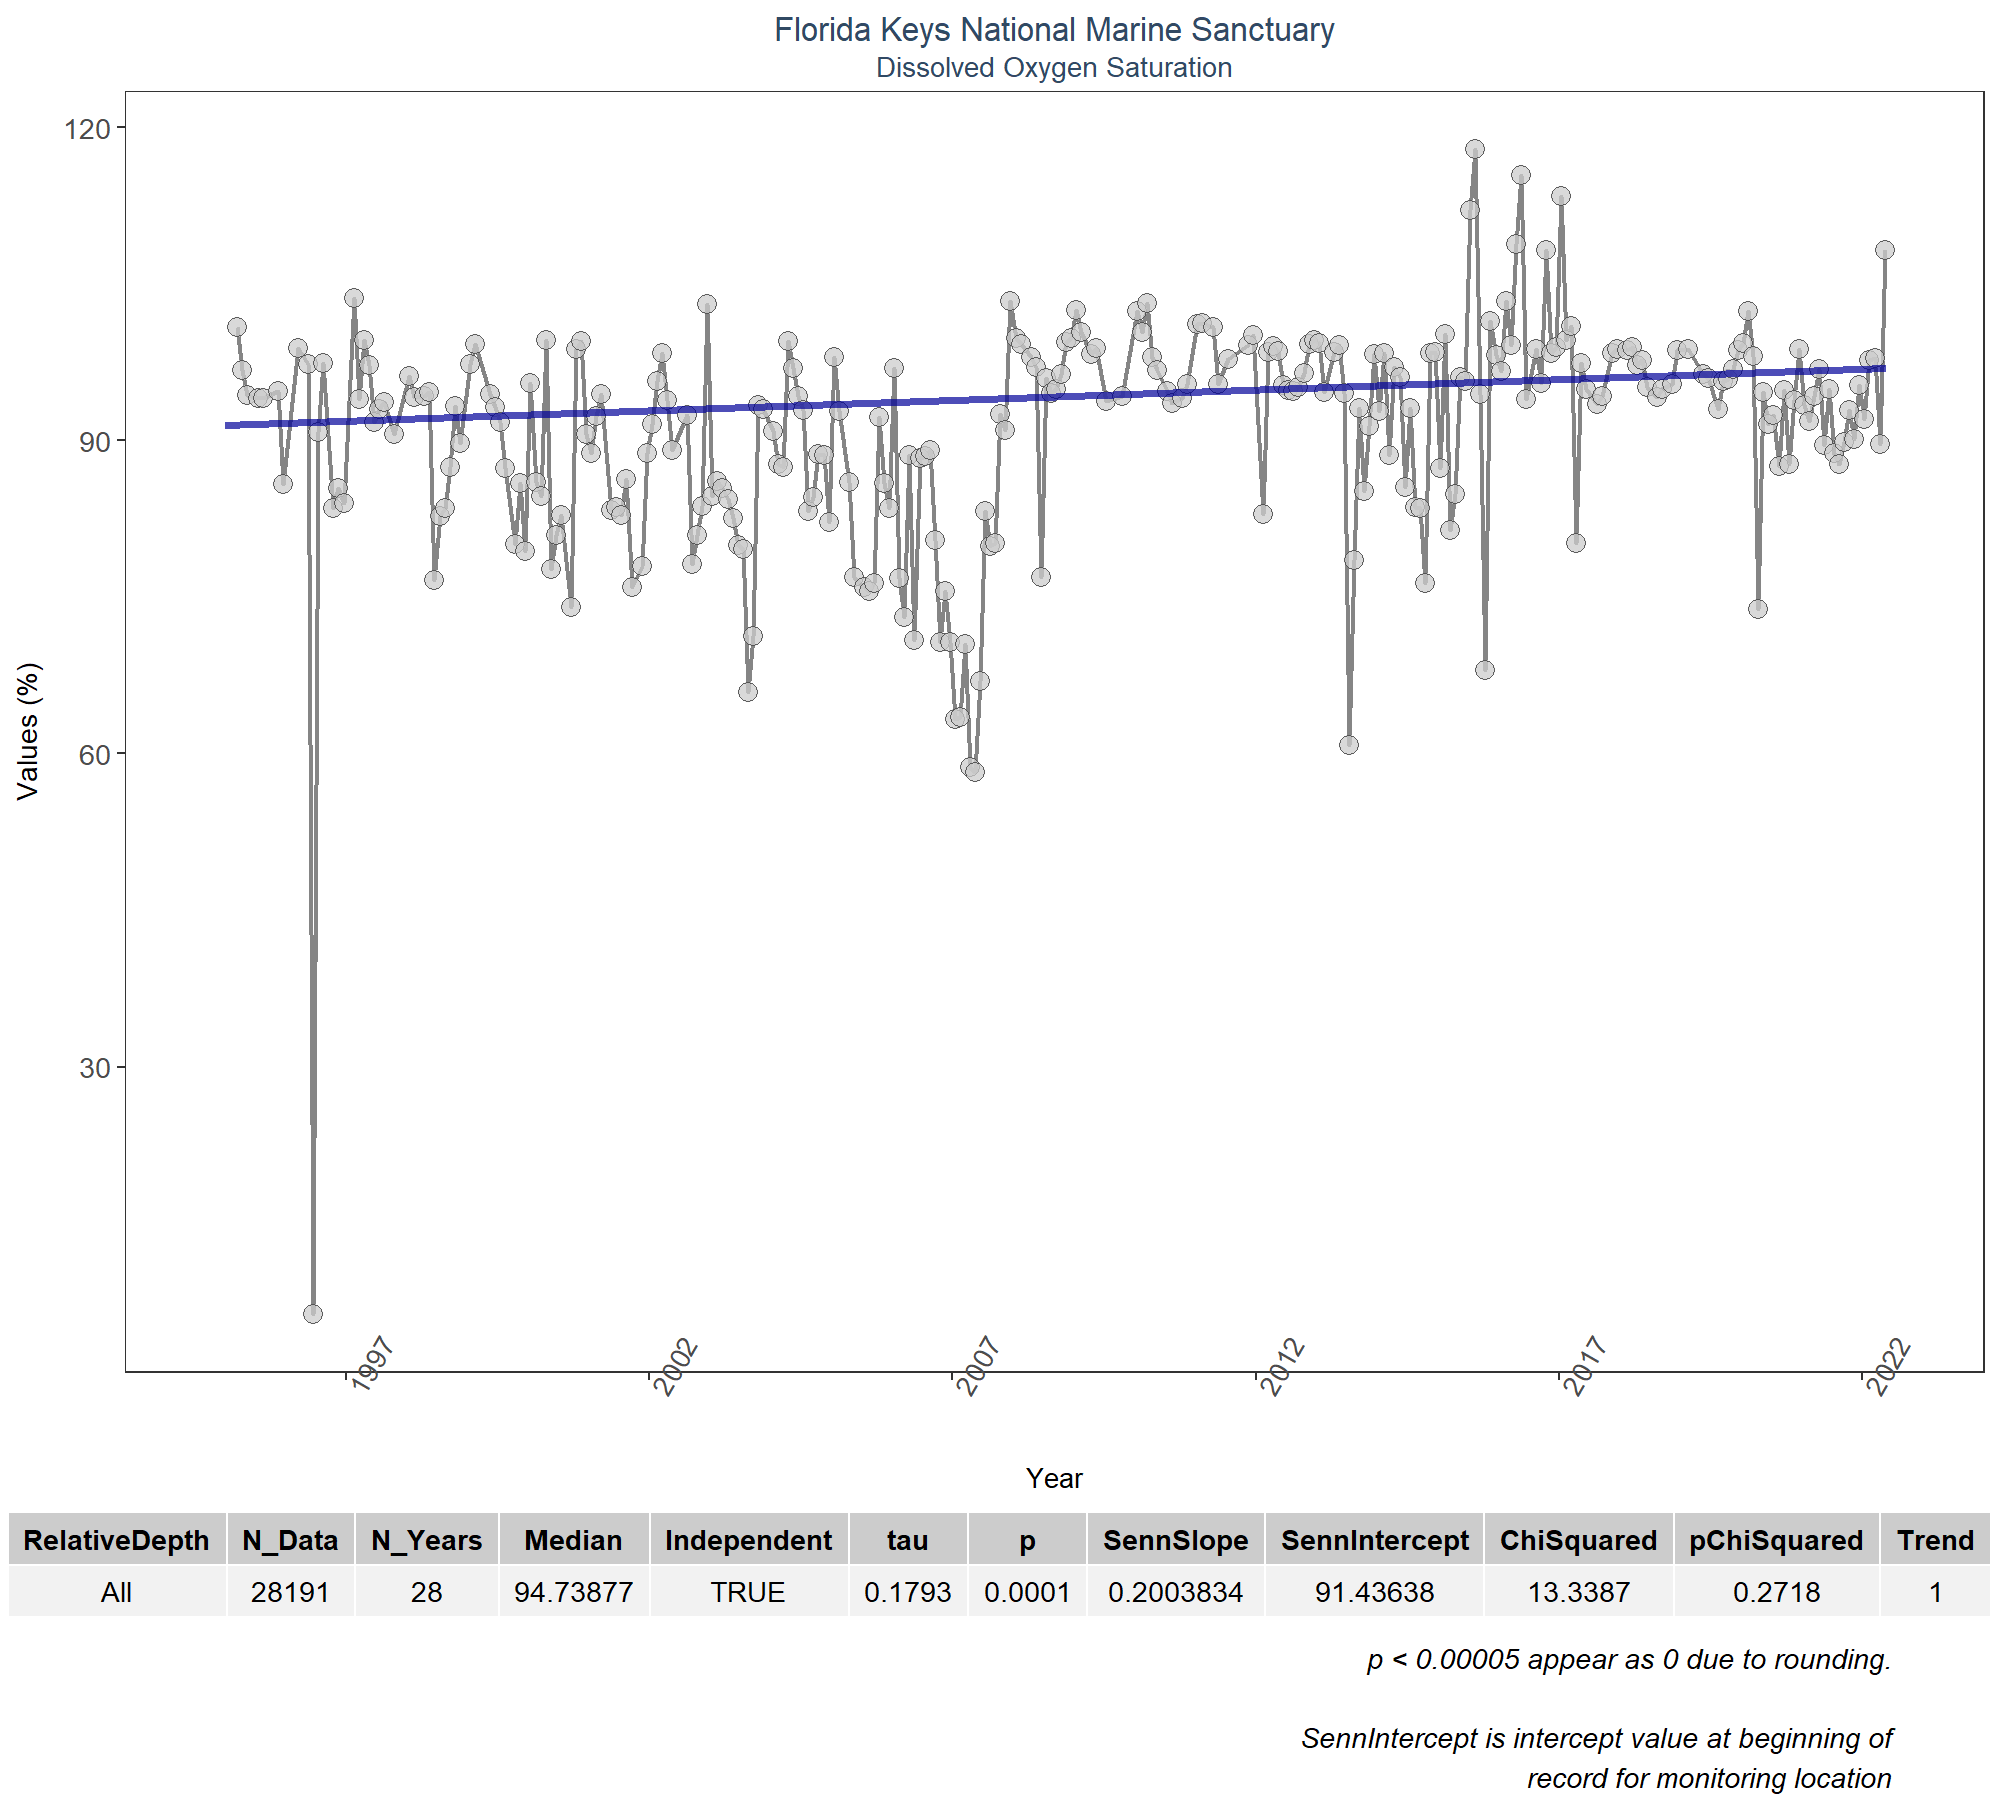 Florida Keys National Marine Sanctuary
Dissolved Oxygen Saturation
120
90
60
30
Values (%)
1997
2002
2007
2012
2017
2022
Year
RelativeDepth N_Data N_Years Median Independent tau p SennSlope SennIntercept ChiSquared pChiSquared Trend
All 28191 28 94.73877 TRUE 0.1793 0.0001 0.2003834 91.43638 13.3387 0.2718 1
p < 0.00005 appear as 0 due to rounding.
SennIntercept is intercept value at beginning of
record for monitoring location